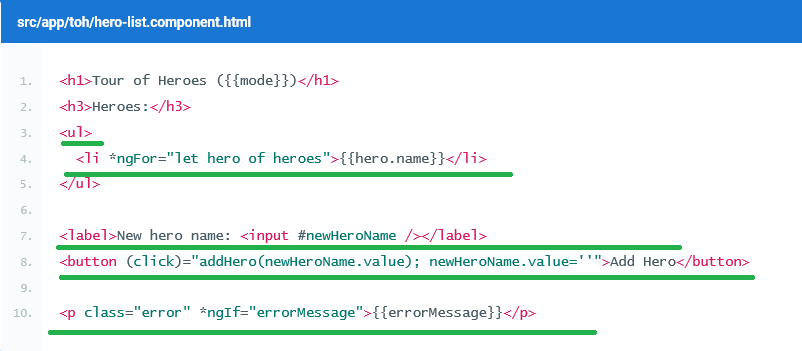 src/app/toh/hero-list.component.html
1. <h1>Tour of Heroes ({{mode}})</h1>
2. <h3>Heroes:</h3>
3. <ul>
4. <li *ngFor="let hero of heroes">{{hero.name}}</li>
5. </ul>
6.
7. <label>New hero name: <input #newHeroName /></label>
8. <button (click)="addHero(newHeroName.value); newHeroName.value=''">Add Hero</button>
9.
10. <p class="error" *ngIf="errorMessage">{{errorMessage}}</p>